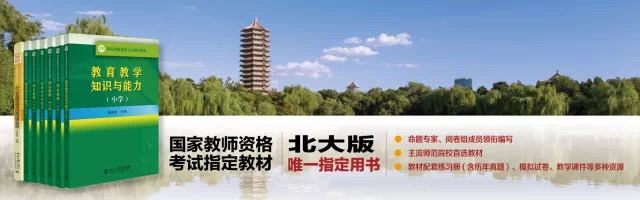 教育教学
知识与能力
（小学）
国家教师资格
考试指定教材
北大版
唯一指定用书
命题专家、阅卷组成员领衔编写
主流师范院校首选教材
教材配套练习册（含历年真题）、模拟试卷、教学课件等多种资源